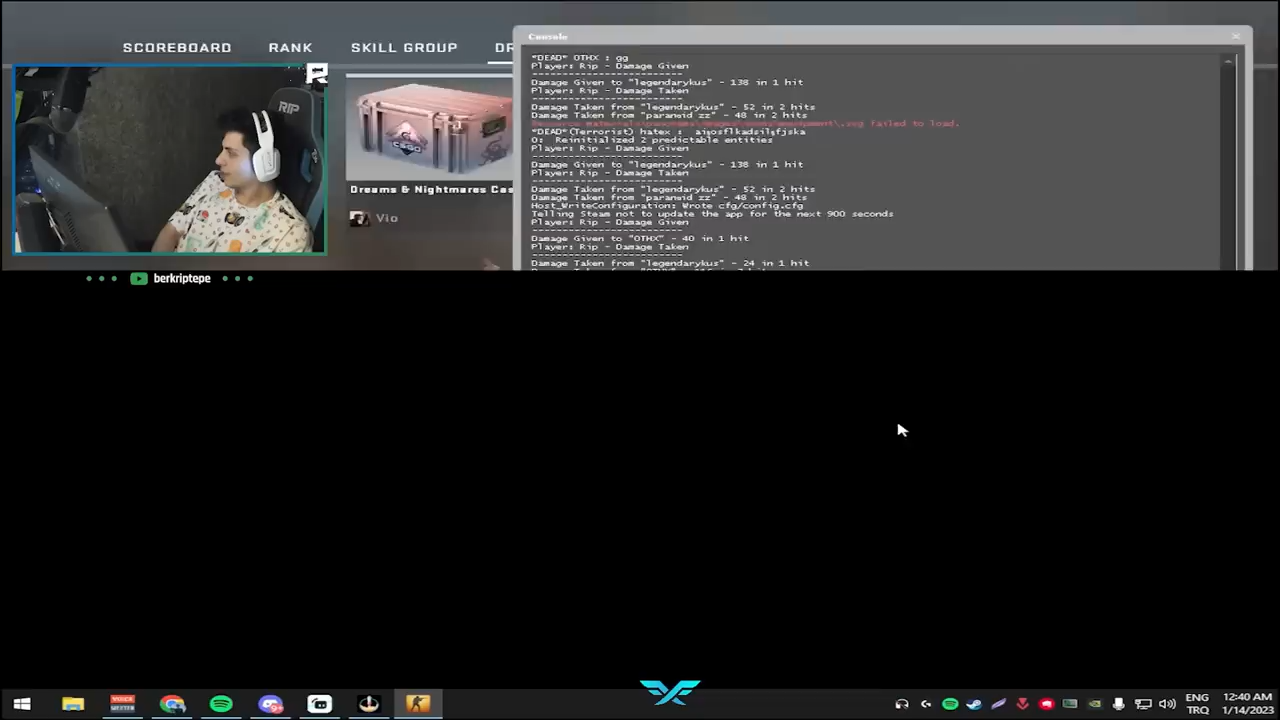 SCOREBOARD
RANK
SKILL GROUP
RIP
Dreams & Nightmares Cas
Vio
berkriptepe
Console
*DEAD* OTHX : gg
Player: Rip - Damage Given
-------------------------
Damage Given to "legendarykus" - 138 in 1 hit
Player: Rip - Damage Taken
-------------------------
Damage Taken from "legendarykus" - 52 in 2 hits
Damage Taken from "paranoid zz" - 48 in 2 hits
failed to load.
*DEAD*(Terrorist) hatex :
0: Reinitialized 2 predictable entities
Player: Rip - Damage Given
-------------------------
Damage Given to "legendarykus" - 138 in 1 hit
Player: Rip - Damage Taken
-------------------------
Damage Taken from "legendarykus" - 52 in 2 hits
Damage Taken from "paranoid zz" - 48 in 2 hits
Host_WriteConfiguration: Wrote cfg/config.cfg
Telling Steam not to update the app for the next 900 seconds
Player: Rip - Damage Given
-------------------------
Damage Given to "OTHX" - 40 in 1 hit
Player: Rip - Damage Taken
-------------------------
Damage Taken from "legendarykus" - 24 in 1 hit
ENG
TRQ
12:40 AM
1/14/2023